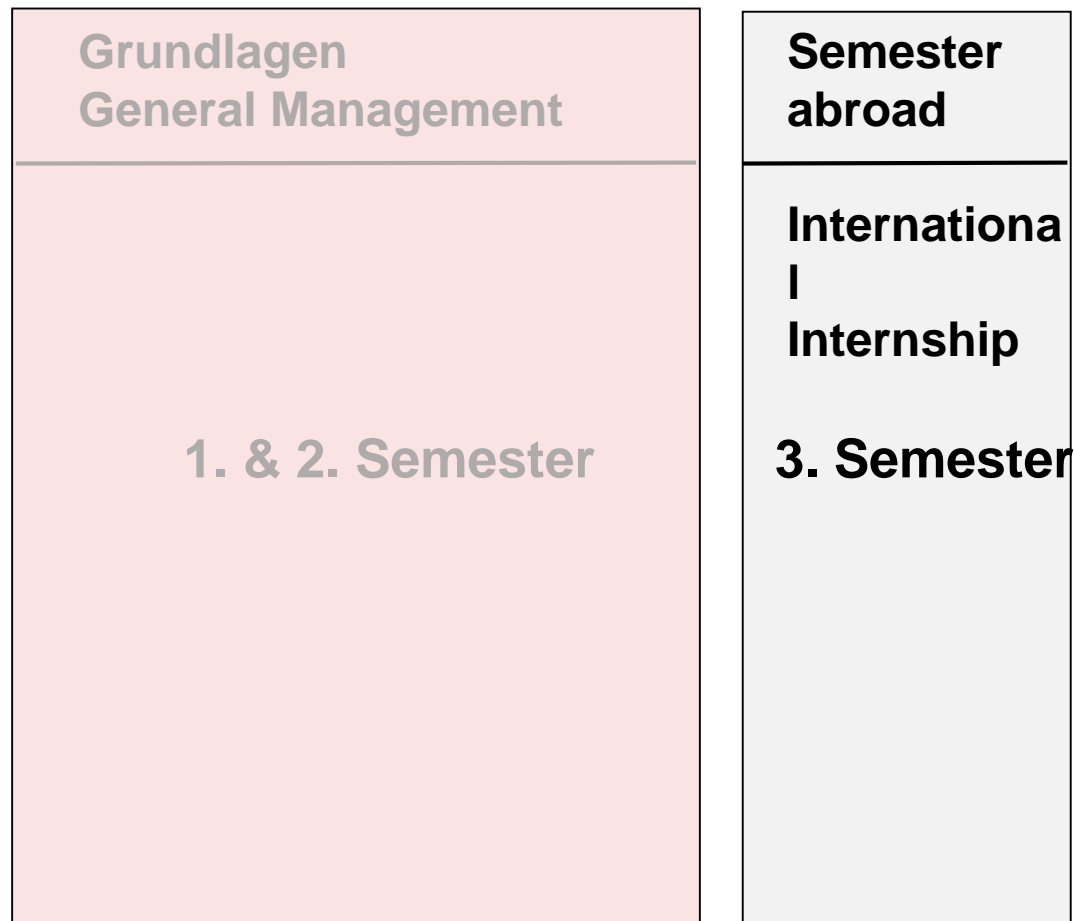 Grundlagen
General Management
1. & 2. Semester
Semester
abroad
Internationa
l
Internship
3. Semester